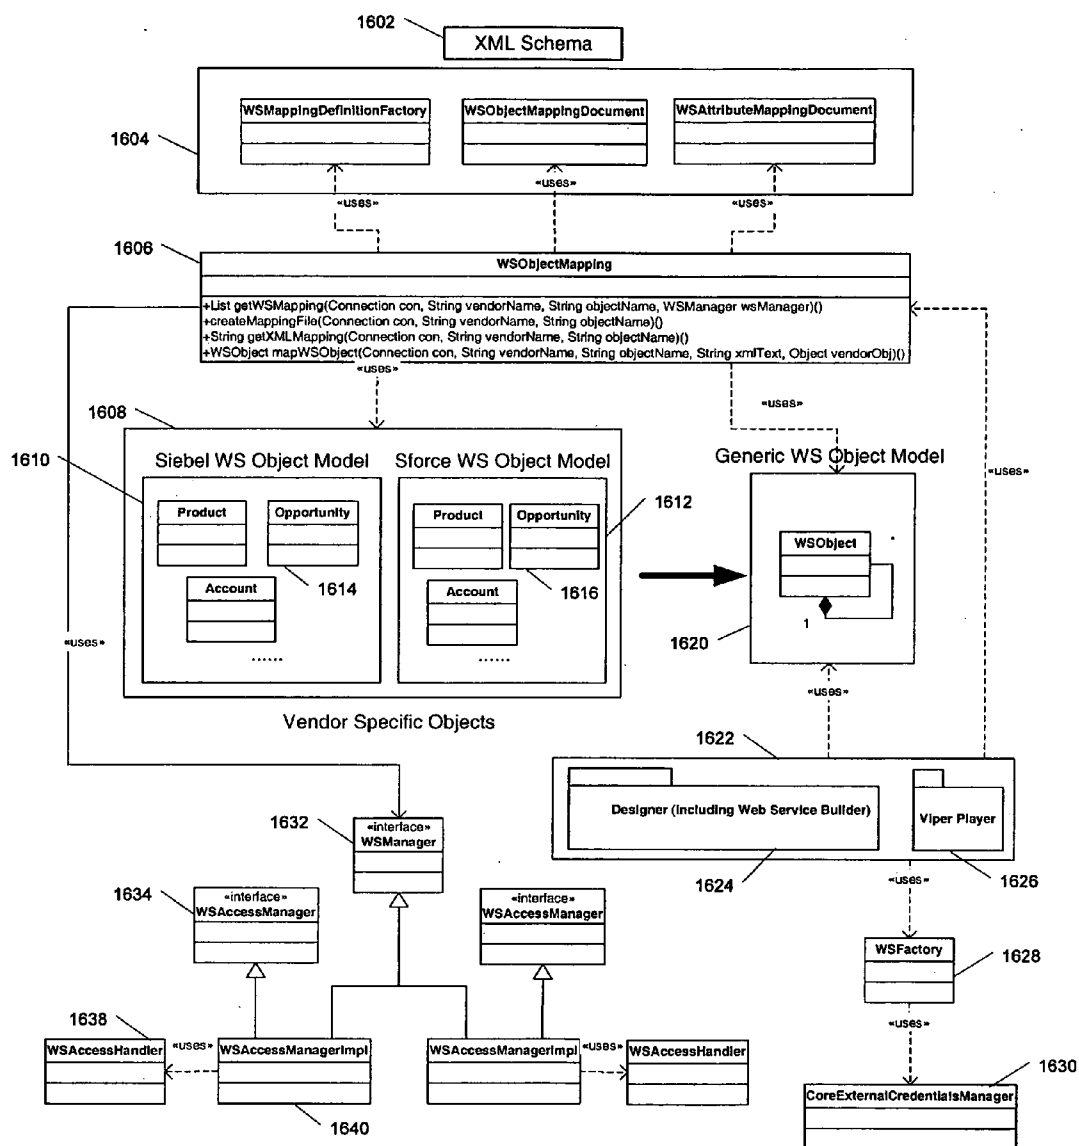 1602
XML Schema
WSMappingDefinitionFactory
WSObjectMappingDocument
WSAttributeMappingDocument
1604
«uses»
«uses»
«uses»
1606
WSObjectMapping
+List getWSMapping(Connection con, String vendorName, String objectName, WSManager wsManager)()
+createMappingFile(Connection con, String vendorName, String objectName)()
+String getXMLMapping(Connection con, String vendorName, String objectName)()
+WSObject mapWSObject(Connection con, String vendorName, String objectName, String xmlText, Object vendorObj)()
«uses»
«uses»
1608
1610
Siebel WS Object Model
Sforce WS Object Model
Generic WS Object Model
«uses»
1612
Product
Opportunity
Product
Opportunity
WSObject
1614
1616
Account
Account
1
1620
......
......
«uses»
«uses»
Vendor Specific Objects
1622
Designer (including Web Service Builder)
Viper Player
1632
«interface»
WSManager
1624
1626
1634
«interface»
WSAccessManager
«interface»
WSAccessManager
«uses»
WSFactory
1628
1638
«uses»
WSAccessHandler
WSAccessManagerImpl
WSAccessManagerImpl
«uses»
WSAccessHandler
«uses»
1640
1630
CoreExternalCredentialsManager